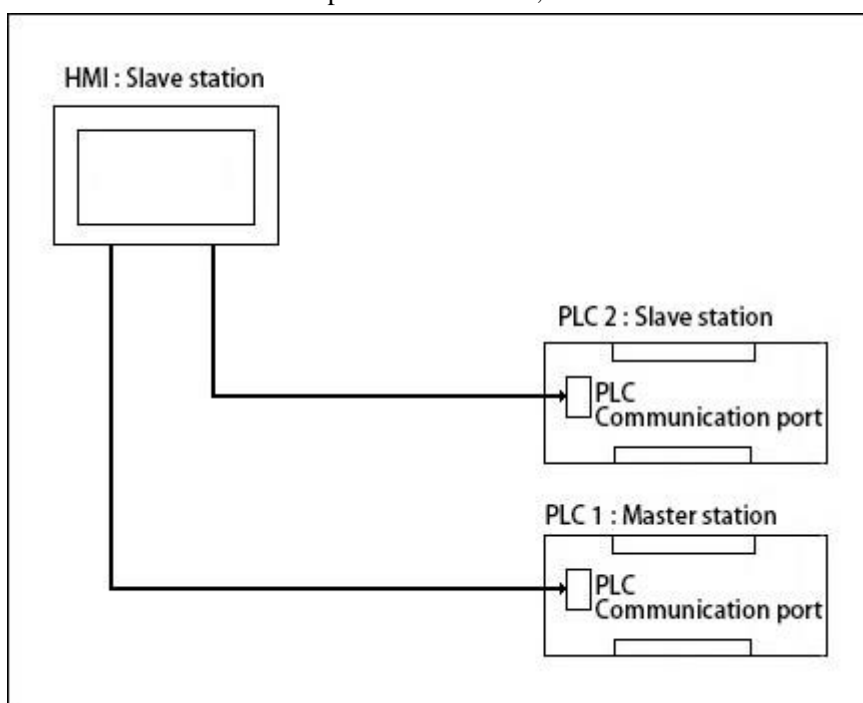 HMI : Slave station
PLC 2 : Slave station
PLC
Communication port
PLC 1 : Master station
PLC
Communication port